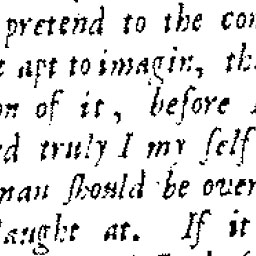 pretend to the con
apt to imagin, th
on of it, before
d truly I my ſelf
man ſhould be over
laught at. If it